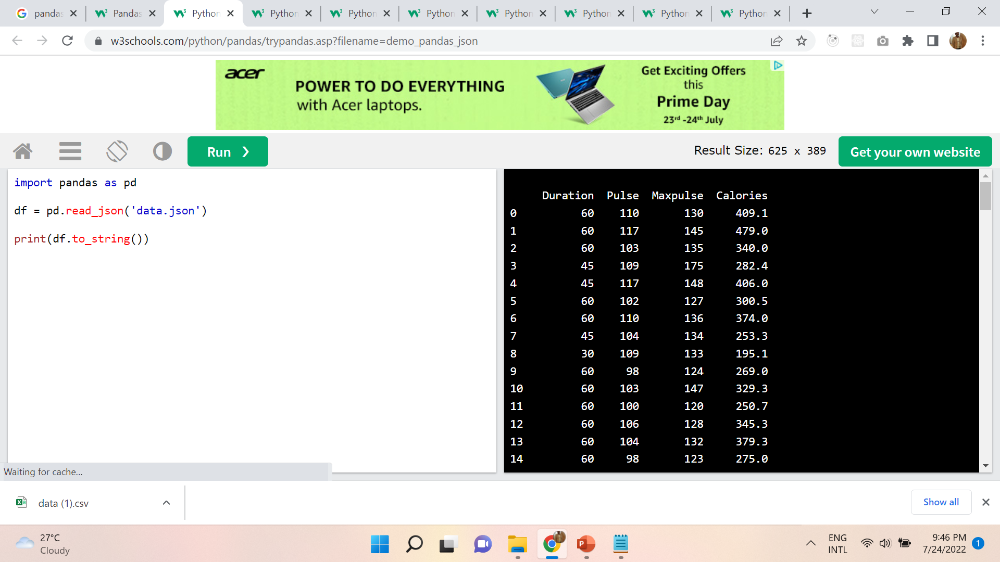 pandas
Pandas
Python
Python
Python
Python
Python
Python
Python
Python
w3schools.com/python/pandas/trypandas.asp?filename=demo_pandas_json
acer
POWER TO DO EVERYTHING
with Acer laptops.
Get Exciting Offers
this
Prime Day
23rd -24th July
Run ❯
Result Size: 625 x 389
Get your own website
import pandas as pd
df = pd.read_json('data.json')
print(df.to_string())
Duration Pulse Maxpulse Calories
0 60 110 130 409.1
1 60 117 145 479.0
2 60 103 135 340.0
3 45 109 175 282.4
4 45 117 148 406.0
5 60 102 127 300.5
6 60 110 136 374.0
7 45 104 134 253.3
8 30 109 133 195.1
9 60 98 124 269.0
10 60 103 147 329.3
11 60 100 120 250.7
12 60 106 128 345.3
13 60 104 132 379.3
14 60 98 123 275.0
Waiting for cache...
data (1).csv
Show all
27°C
Cloudy
ENG
INTL
9:46 PM
7/24/2022
1